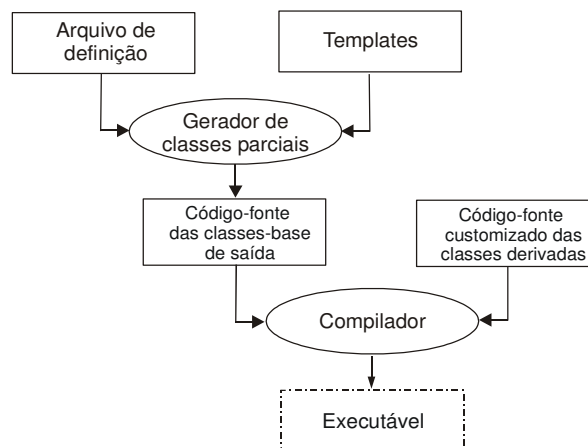 Arquivo de
definição
Templates
Gerador de
classes parciais
Código-fonte
das classes-base
de saída
Código-fonte
customizado das
classes derivadas
Compilador
Executável